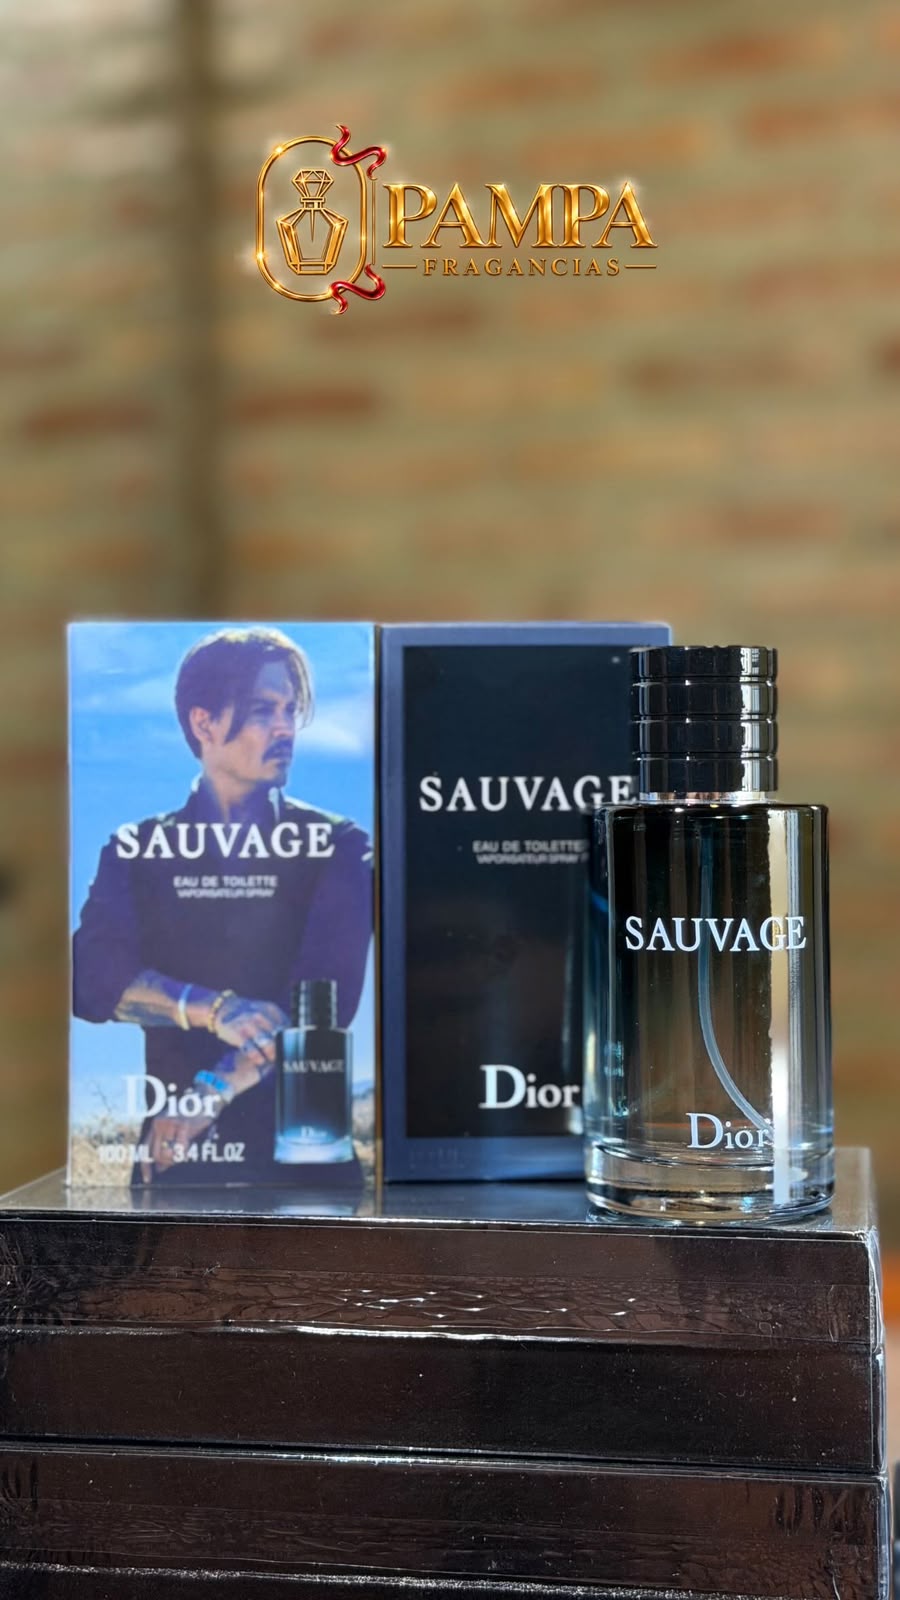 PAMPA
FRAGANCIAS
SAUVAGE
EAU DE TOILETTE
VAPORISATEUR SPRAY
SAUVAGE
Dior
Dior
100 ML 3.4 FL.OZ
SAUVAGE
EAU DE TOILETTE
VAPORISATEUR SPRAY
Dior
SAUVAGE
Dior